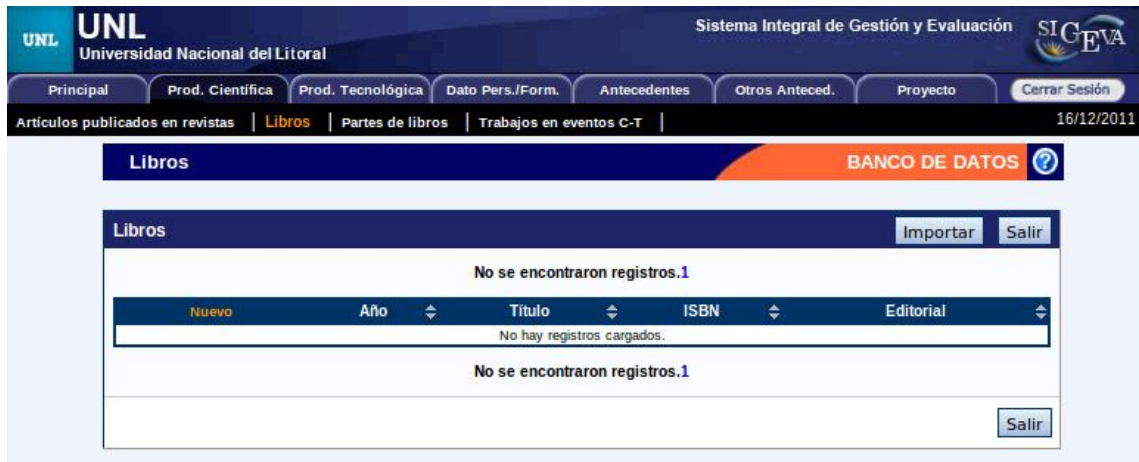 UNL
UNL
Universidad Nacional del Litoral
Sistema Integral de Gestión y Evaluación
SIGEVA
Principal Prod. Científica Prod. Tecnológica Dato Pers./Form. Antecedentes Otros Anteced. Proyecto Cerrar Sesión
Artículos publicados en revistas | Libros | Partes de libros | Trabajos en eventos C-T | 16/12/2011
Libros BANCO DE DATOS ?
Libros Importar Salir
No se encontraron registros.1
Nuevo Año Título ISBN Editorial
No hay registros cargados.
No se encontraron registros.1
Salir